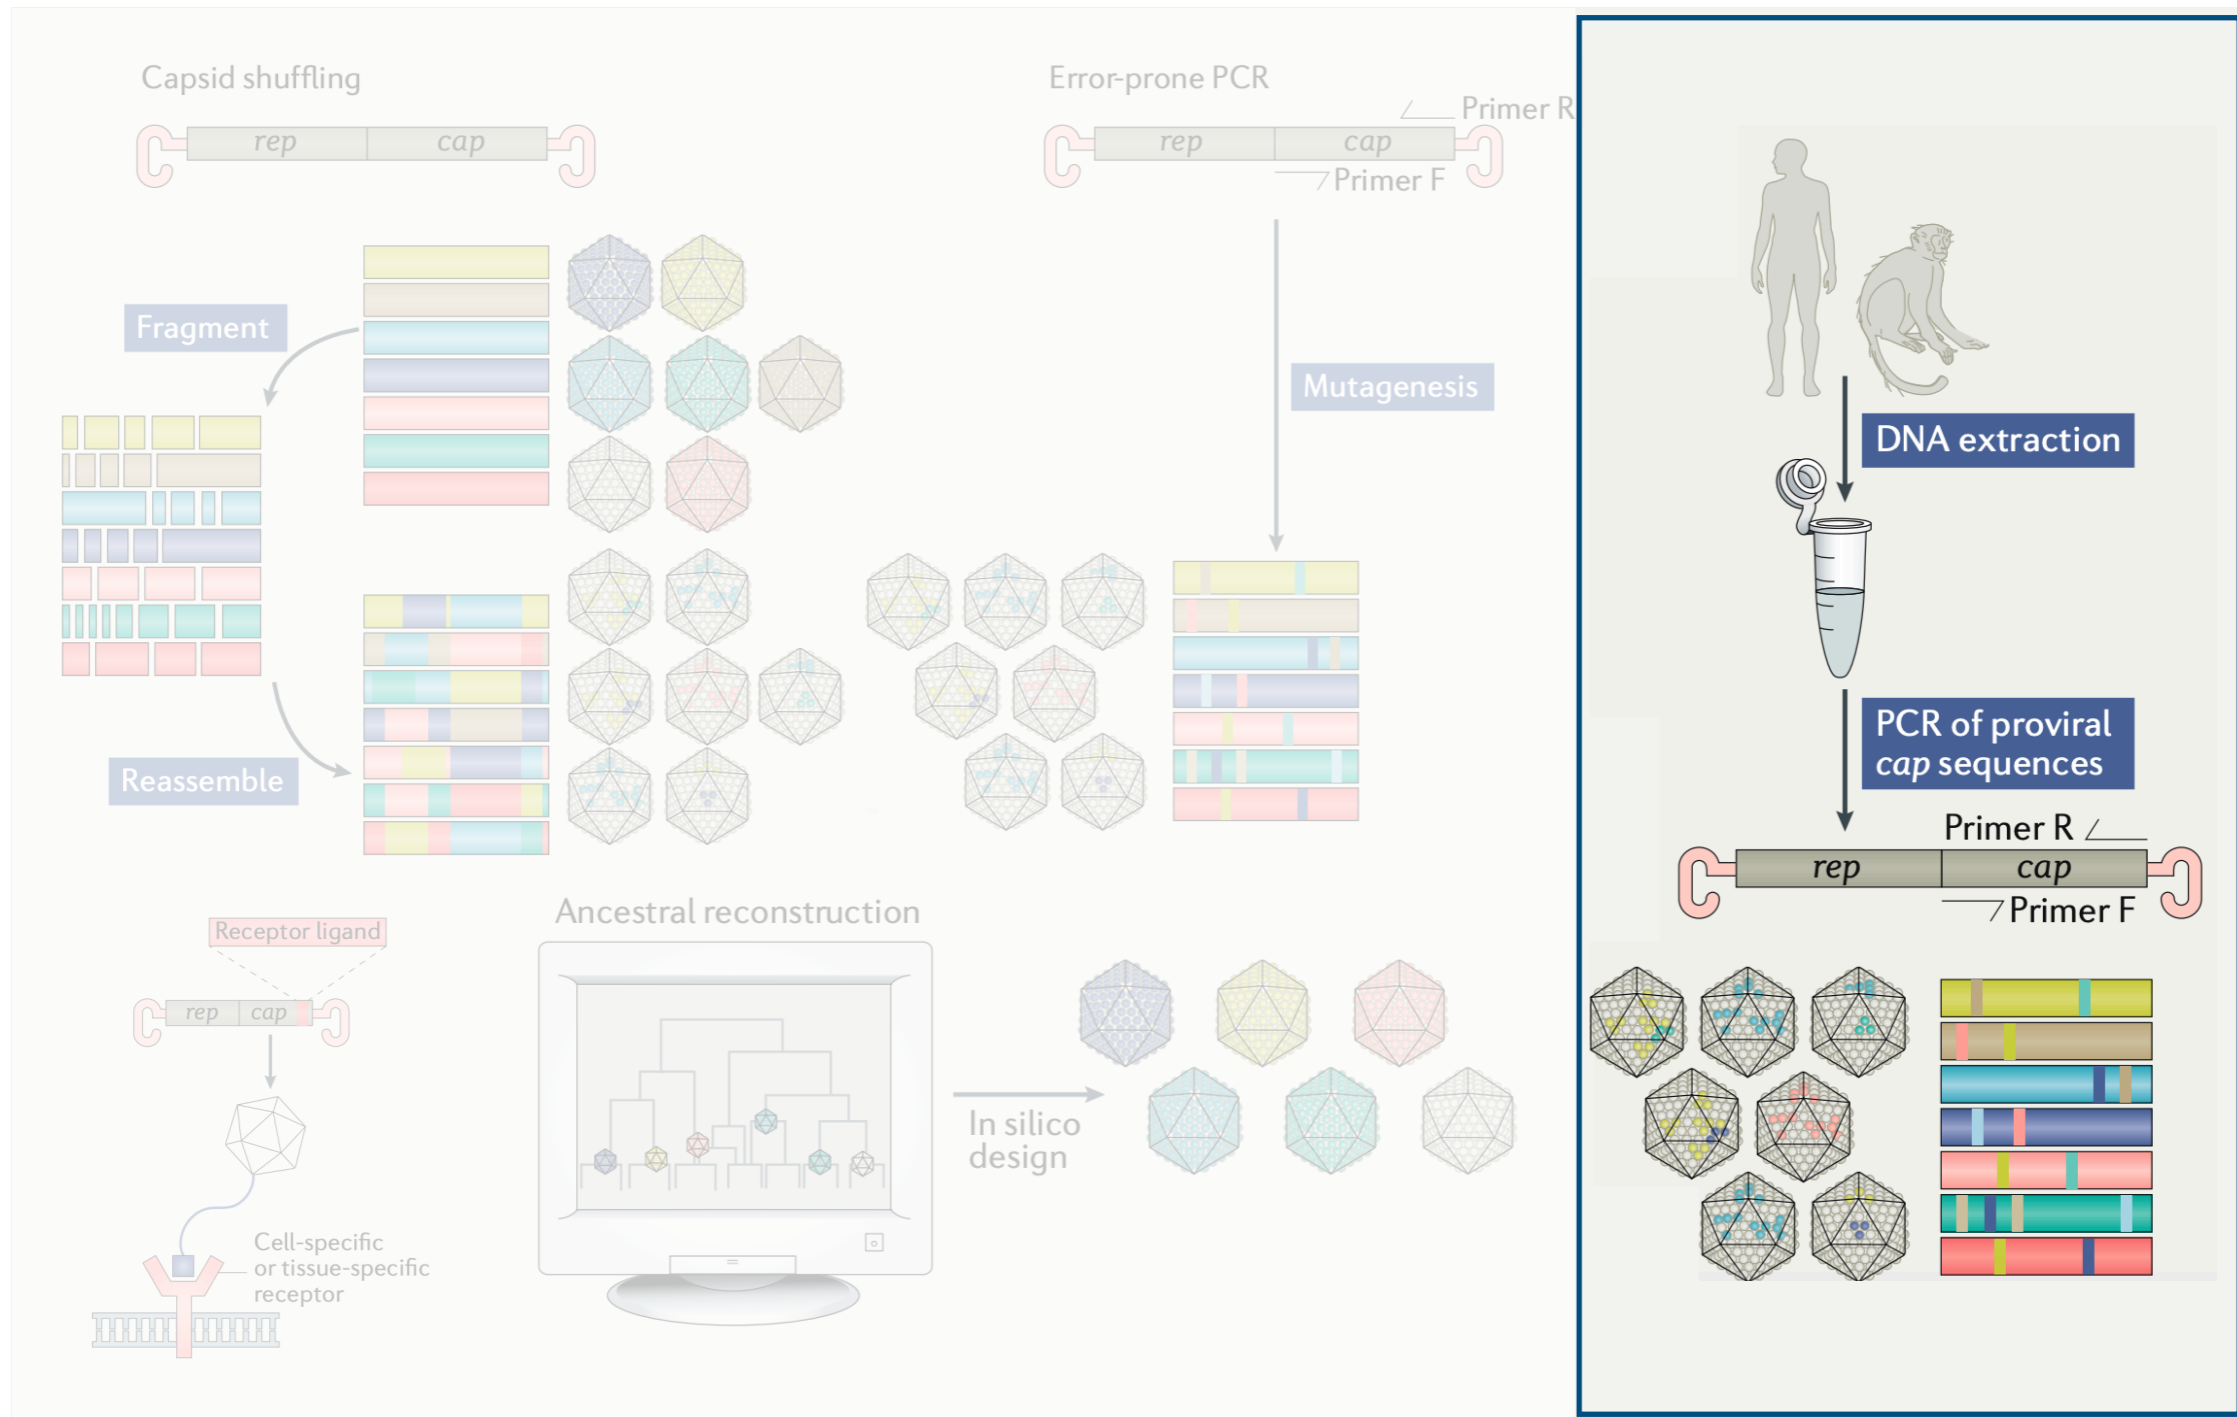 Capsid shuffling
rep cap
Fragment
Reassemble
Error-prone PCR
Primer R
rep cap
Primer F
Mutagenesis
Receptor ligand
rep cap
Cell-specific
or tissue-specific
receptor
Ancestral reconstruction
In silico
design
DNA extraction
PCR of proviral
cap sequences
Primer R
rep cap
Primer F